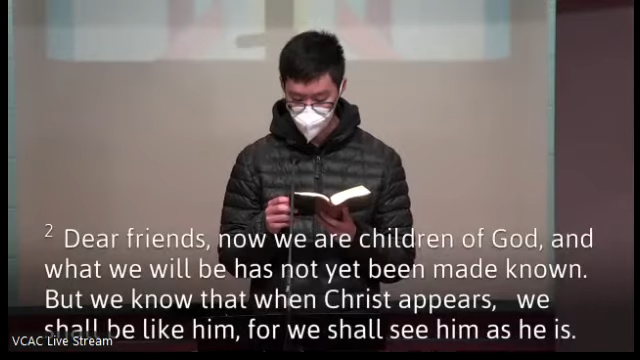 2 Dear friends, now we are children of God, and
what we will be has not yet been made known.
But we know that when Christ appears, we
shall be like him, for we shall see him as he is.
VCAC Live Stream